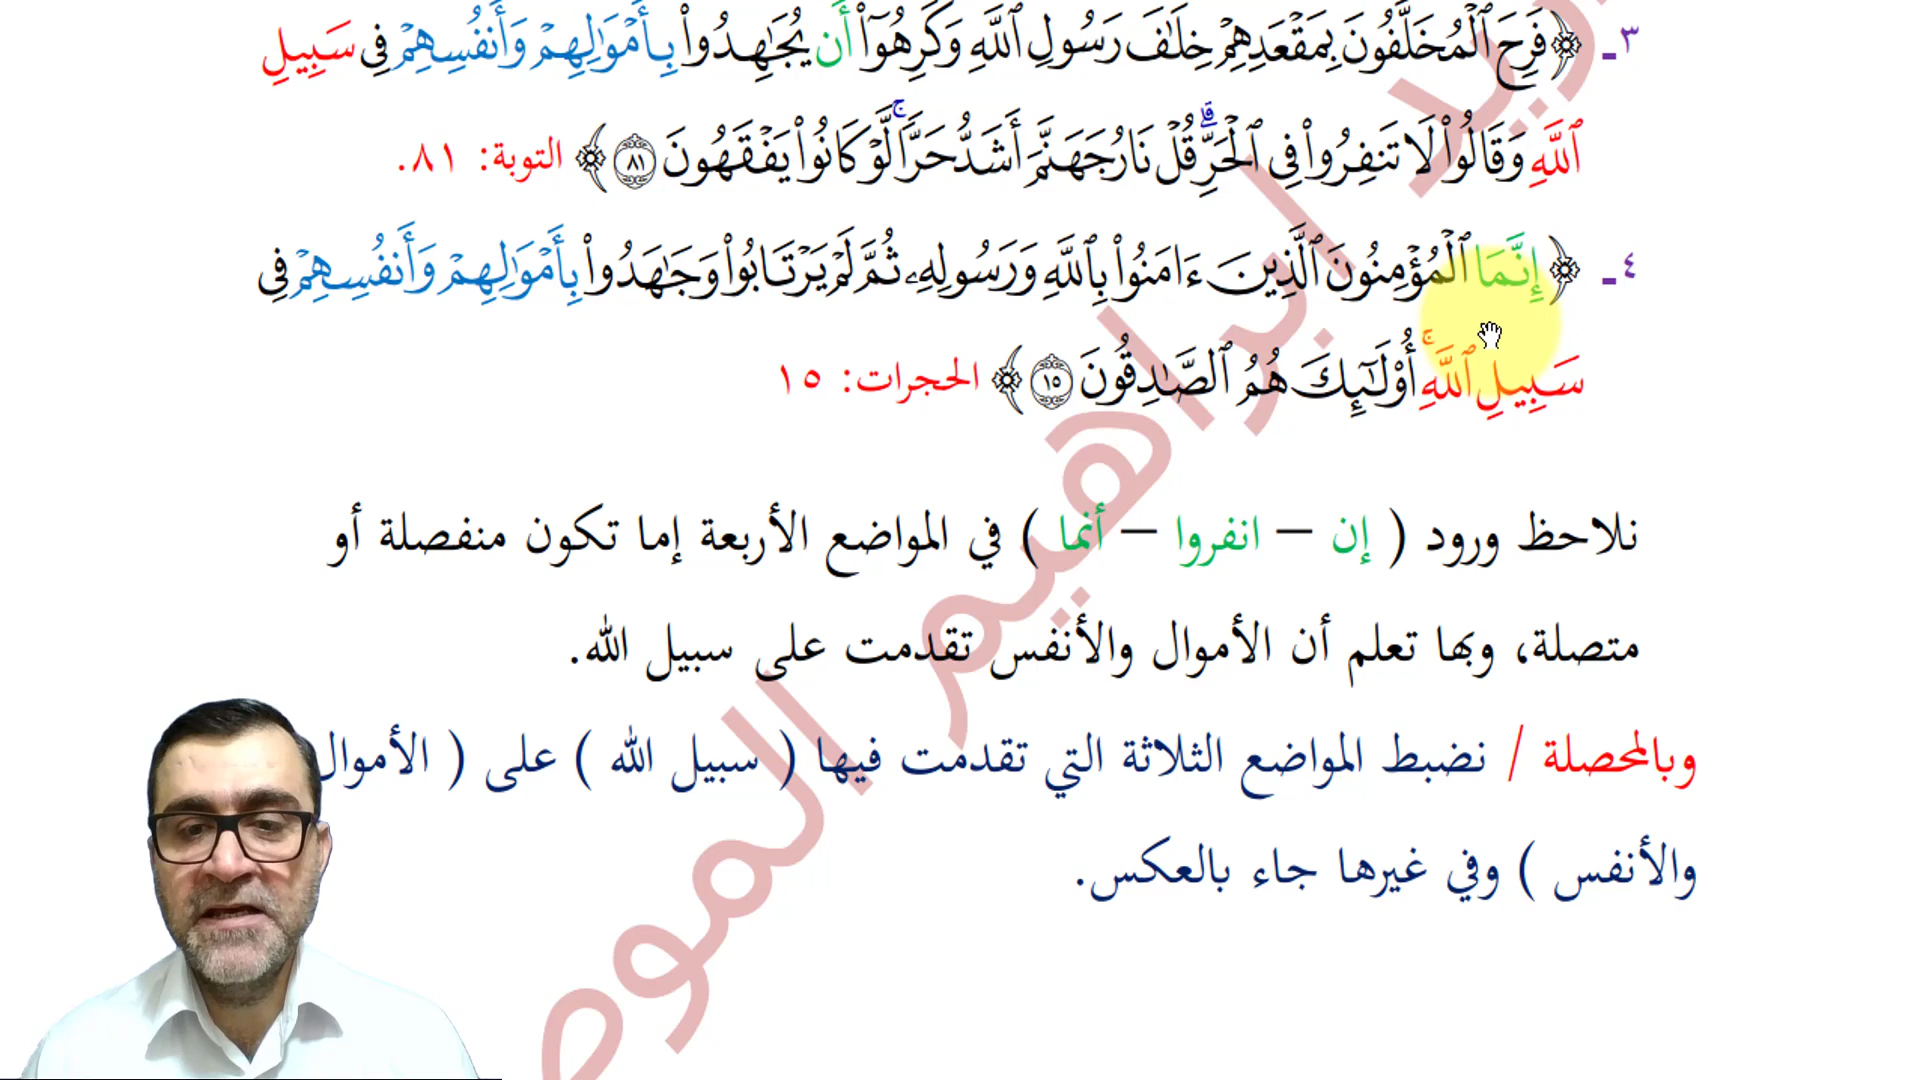 ٣ـ ﴿فَرِحَ ٱلْمُخَلَّفُونَ بِمَقْعَدِهِمْ خِلَٰفَ رَسُولِ ٱللَّهِ وَكَرِهُوٓا۟ أَن يُجَٰهِدُوا۟ بِأَمْوَٰلِهِمْ وَأَنفُسِهِمْ فِى سَبِيلِ
ٱللَّهِ وَقَالُوا۟ لَا تَنفِرُوا۟ فِى ٱلْحَرِّ ۗ قُلْ نَارُ جَهَنَّمَ أَشَدُّ حَرًّا ۚ لَّوْ كَانُوا۟ يَفْقَهُونَ ٨١﴾ التوبة: ٨١.
٤ـ ﴿إِنَّمَا ٱلْمُؤْمِنُونَ ٱلَّذِينَ ءَامَنُوا۟ بِٱللَّهِ وَرَسُولِهِۦ ثُمَّ لَمْ يَرْتَابُوا۟ وَجَٰهَدُوا۟ بِأَمْوَٰلِهِمْ وَأَنفُسِهِمْ فِى
سَبِيلِ ٱللَّهِ ۚ أُو۟لَٰٓئِكَ هُمُ ٱلصَّٰدِقُونَ ١٥﴾ الحجرات: ١٥
نلاحظ ورود ( إن – انفروا – أنما ) في المواضع الأربعة إما تكون منفصلة أو
متصلة، وبها تعلم أن الأموال والأنفس تقدمت على سبيل الله.
وبالمحصلة / نضبط المواضع الثلاثة التي تقدمت فيها ( سبيل الله ) على ( الأموال
والأنفس ) وفي غيرها جاء بالعكس.
ابراهيم